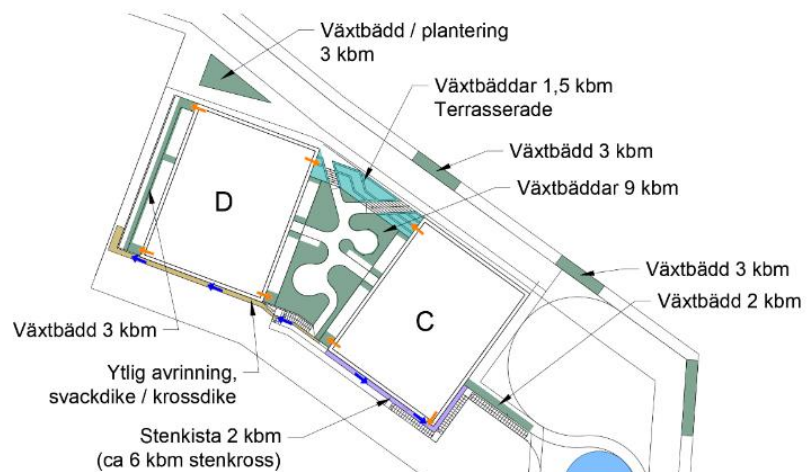 Växtbädd / plantering
3 kbm
Växtbäddar 1,5 kbm
Terrasserade
Växtbädd 3 kbm
Växtbäddar 9 kbm
D
Växtbädd 3 kbm
Växtbädd 2 kbm
C
Växtbädd 3 kbm
Ytlig avrinning,
svackdike / krossdike
Stenkista 2 kbm
(ca 6 kbm stenkross)